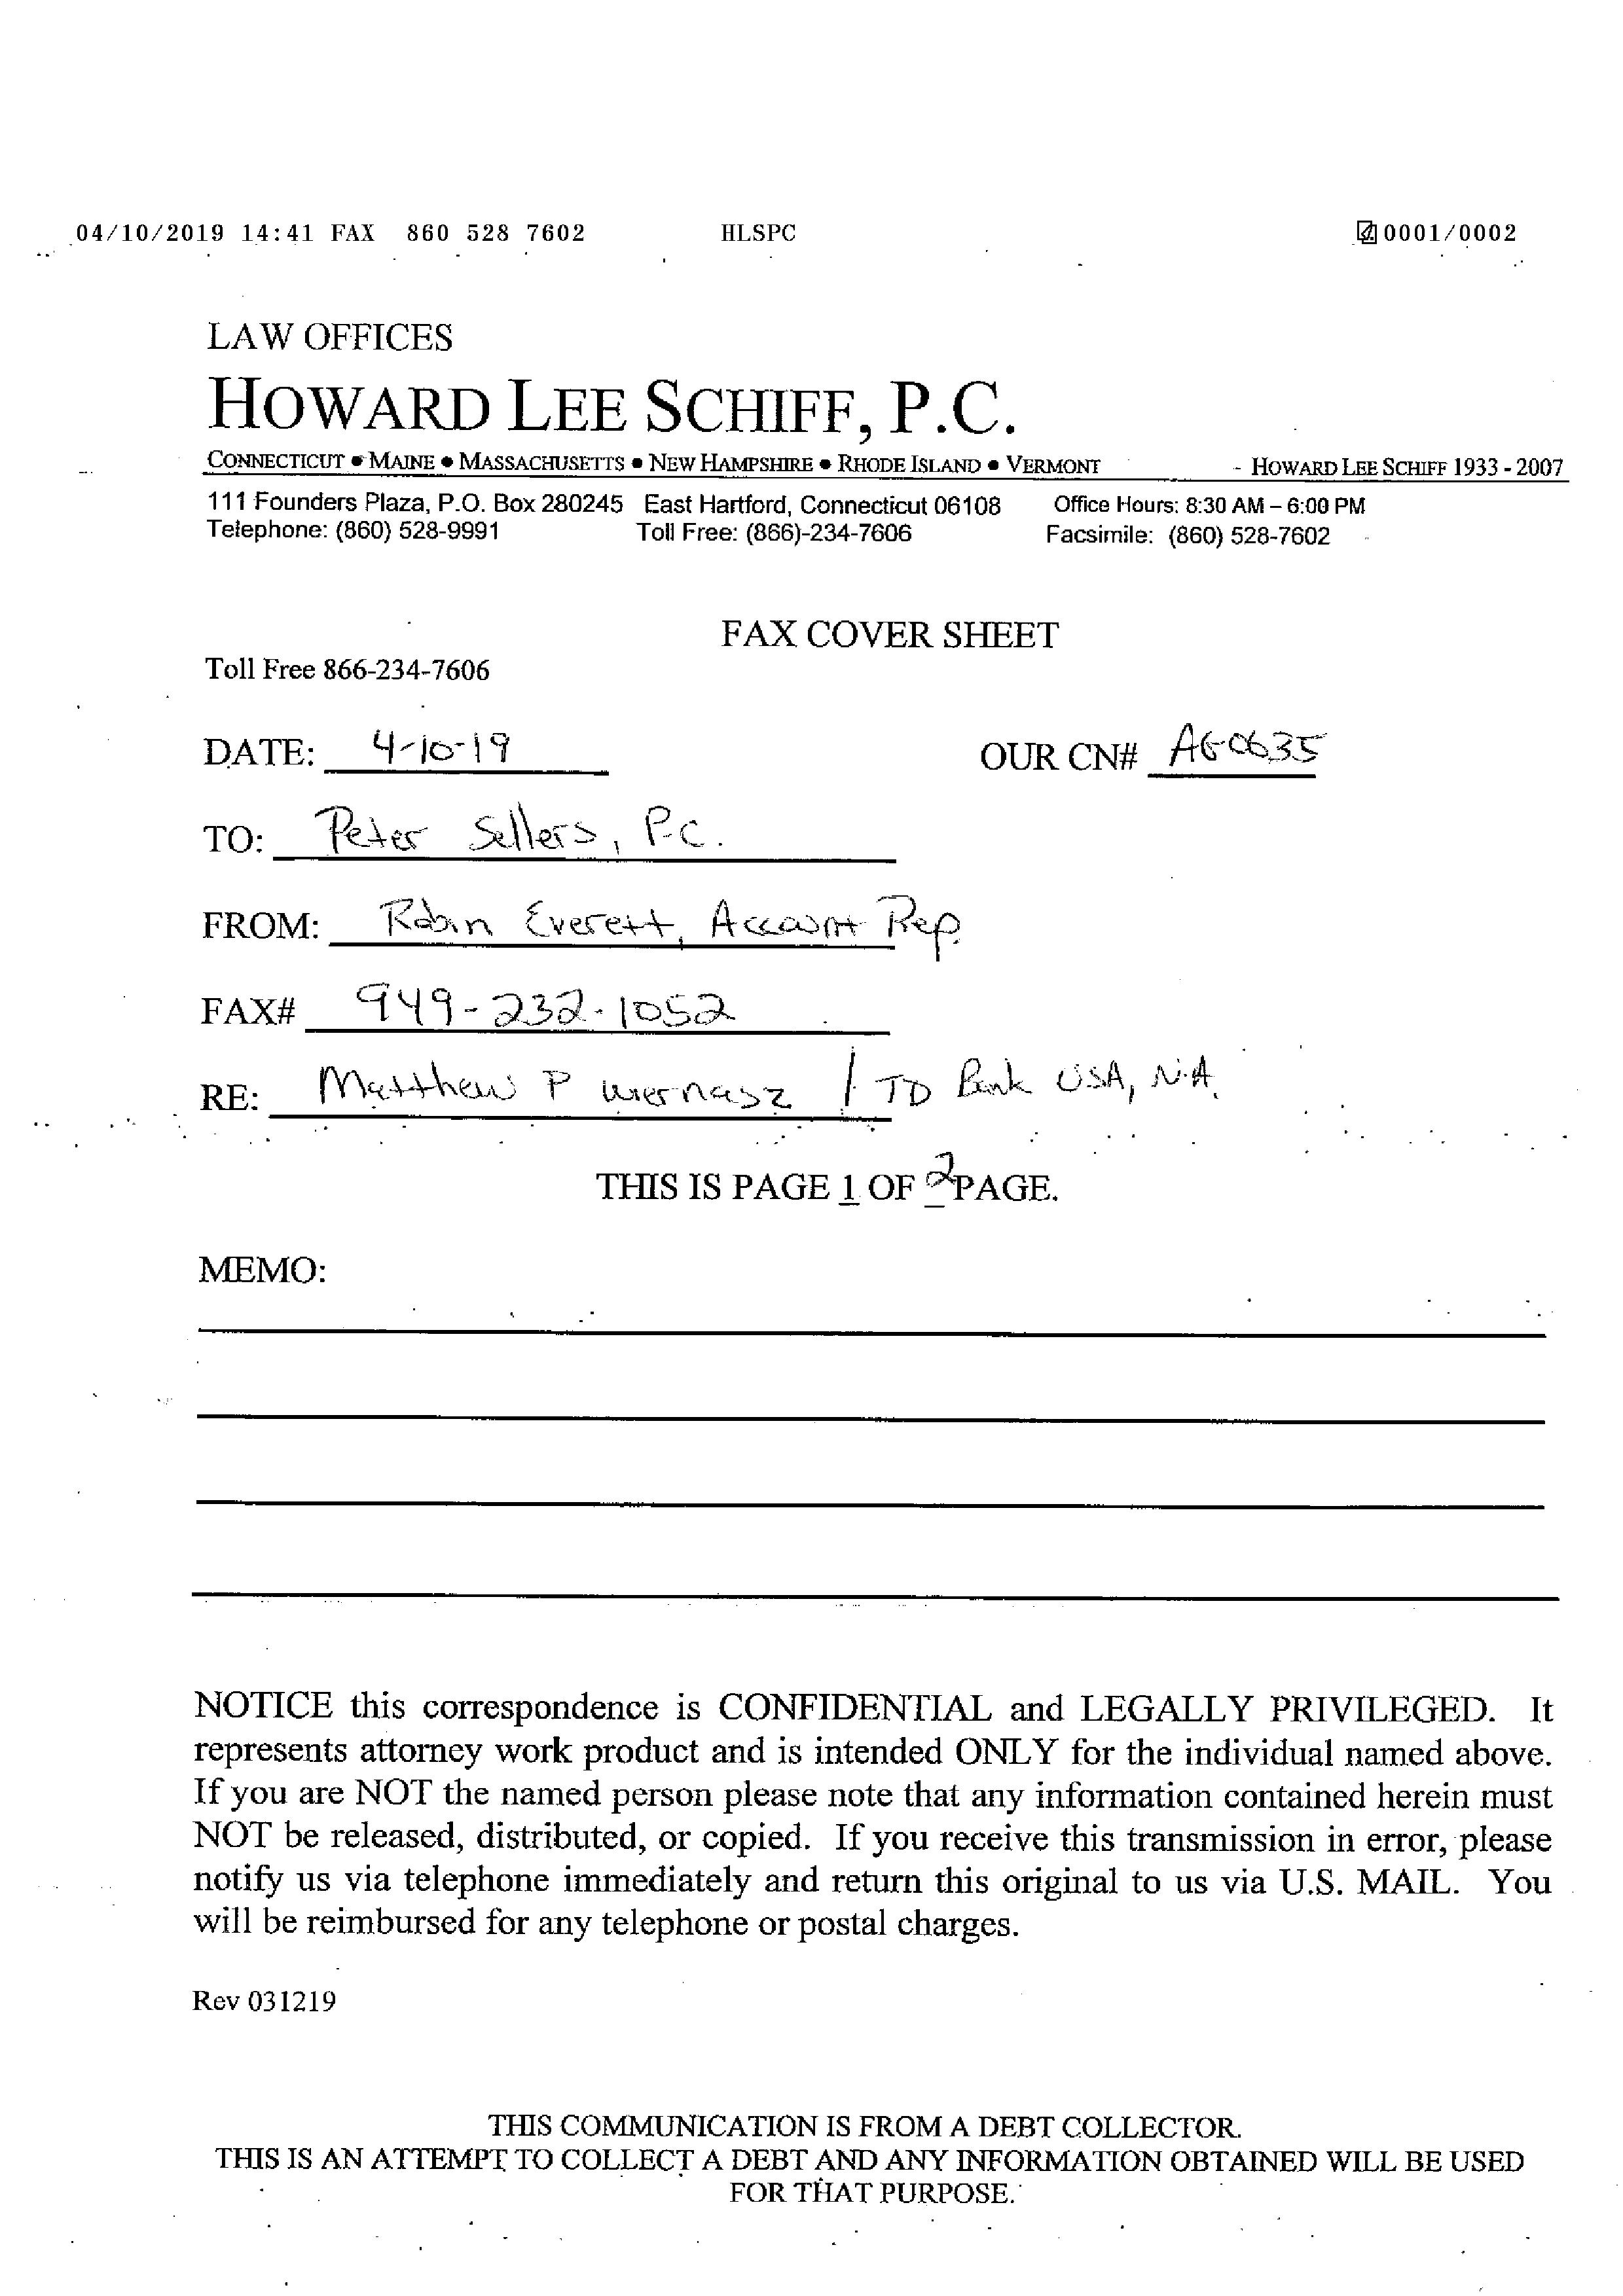 04/10/2019 14:41 FAX 860 528 7602 HLSPC 0001/0002
LAW OFFICES
HOWARD LEE SCHIFF, P.C.
CONNECTICUT ● MAINE ● MASSACHUSETTS ● NEW HAMPSHIRE ● RHODE ISLAND ● VERMONT - HOWARD LEE SCHIFF 1933 - 2007
111 Founders Plaza, P.O. Box 280245 East Hartford, Connecticut 06108 Office Hours: 8:30 AM – 6:00 PM
Telephone: (860) 528-9991 Toll Free: (866)-234-7606 Facsimile: (860) 528-7602
FAX COVER SHEET
Toll Free 866-234-7606
DATE: 4-10-19 OUR CN# AG0635
TO: Peter Sellers, P.C.
FROM: Robin Everett, Account Rep.
FAX# 949-232-1052
RE: Matthew P Wiernasz / TD Bank USA, N.A.
THIS IS PAGE 1 OF 2 PAGE.
MEMO:
NOTICE this correspondence is CONFIDENTIAL and LEGALLY PRIVILEGED. It
represents attorney work product and is intended ONLY for the individual named above.
If you are NOT the named person please note that any information contained herein must
NOT be released, distributed, or copied. If you receive this transmission in error, please
notify us via telephone immediately and return this original to us via U.S. MAIL. You
will be reimbursed for any telephone or postal charges.
Rev 031219
THIS COMMUNICATION IS FROM A DEBT COLLECTOR.
THIS IS AN ATTEMPT TO COLLECT A DEBT AND ANY INFORMATION OBTAINED WILL BE USED
FOR THAT PURPOSE.